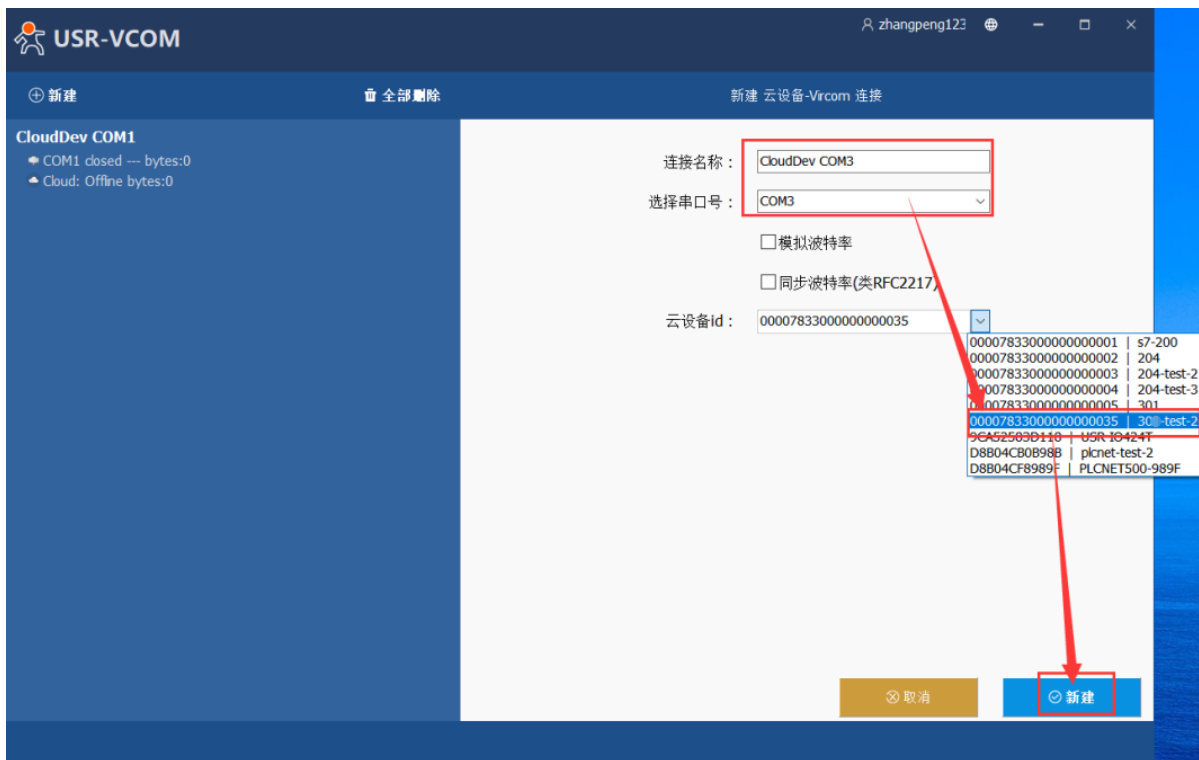 USR-VCOM
zhangpeng123
新建
全部删除
新建 云设备-Vircom 连接
CloudDev COM1
COM1 closed --- bytes:0
Cloud: Offline bytes:0
连接名称：
CloudDev COM3
选择串口号：
COM3
模拟波特率
同步波特率(类RFC2217)
云设备id：
00007833000000000035
00007833000000000001 | s7-200
00007833000000000002 | 204
00007833000000000003 | 204-test-2
00007833000000000004 | 204-test-3
00007833000000000005 | 301
00007833000000000035 |
9CA52503D118 | USR-IO424T
D8B04CB0B98B | plcnet-test-2
D8B04CF8989F | PLCNET500-989F
取消
新建